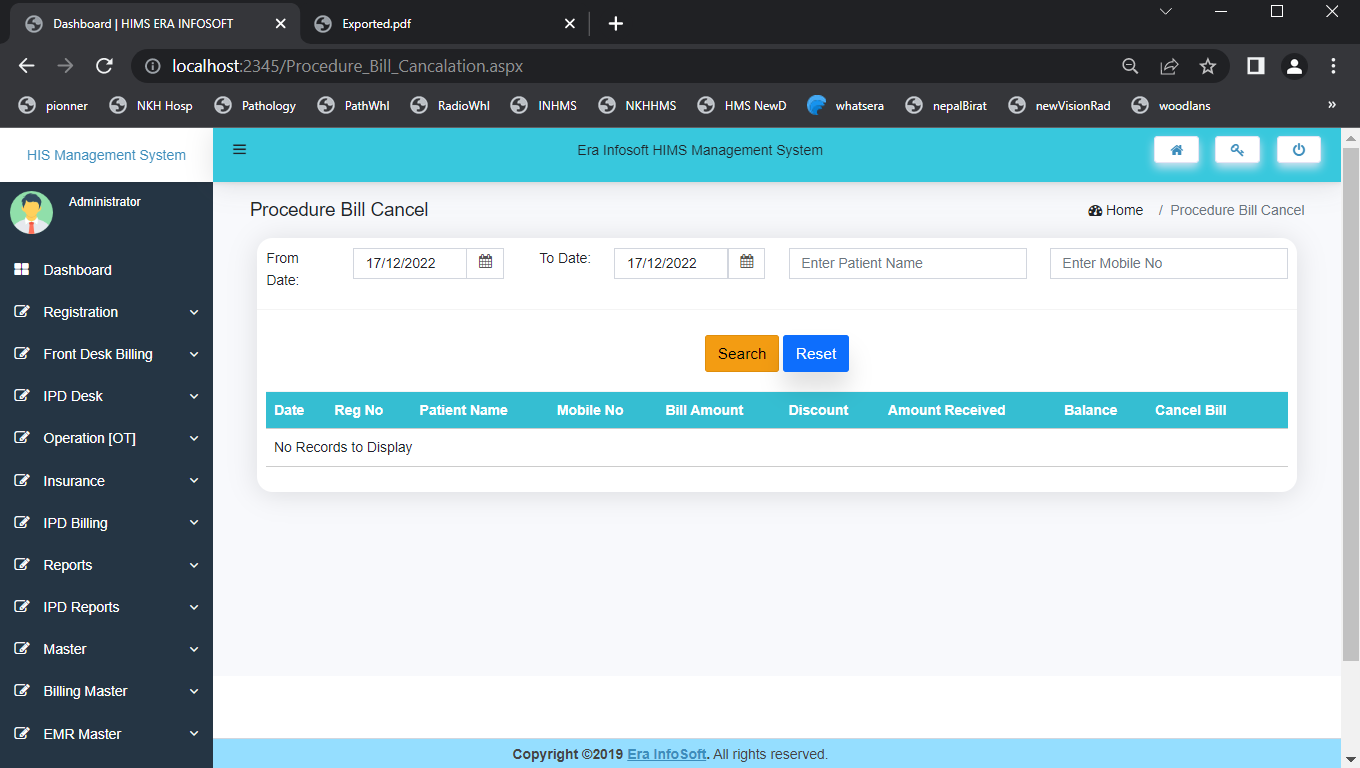 Dashboard | HIMS ERA INFOSOFT
Exported.pdf
localhost:2345/Procedure_Bill_Cancalation.aspx
pionner NKH Hosp Pathology PathWhl RadioWhl INHMS NKHHMS HMS NewD whatsera nepalBirat newVisionRad woodlans »
HIS Management System
Era Infosoft HIMS Management System
Administrator
Procedure Bill Cancel
Home / Procedure Bill Cancel
From Date:
17/12/2022
To Date:
17/12/2022
Enter Patient Name
Enter Mobile No
Search Reset
Date Reg No Patient Name Mobile No Bill Amount Discount Amount Received Balance Cancel Bill
No Records to Display
Dashboard
Registration
Front Desk Billing
IPD Desk
Operation [OT]
Insurance
IPD Billing
Reports
IPD Reports
Master
Billing Master
EMR Master
Copyright ©2019 Era InfoSoft. All rights reserved.